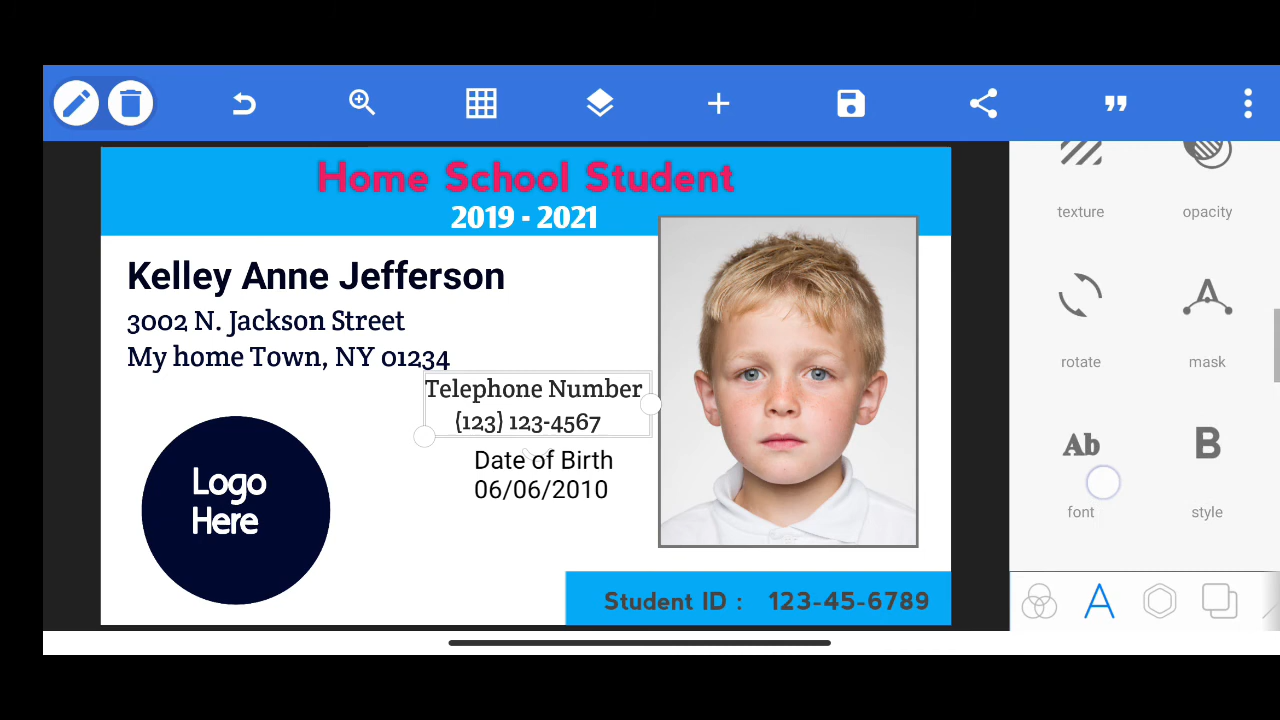 Home School Student
2019 - 2021
Kelley Anne Jefferson
3002 N. Jackson Street
My home Town, NY 01234
Telephone Number
(123) 123-4567
Date of Birth
06/06/2010
Logo
Here
Student ID : 123-45-6789
texture
opacity
rotate
mask
Ab
B
font
style